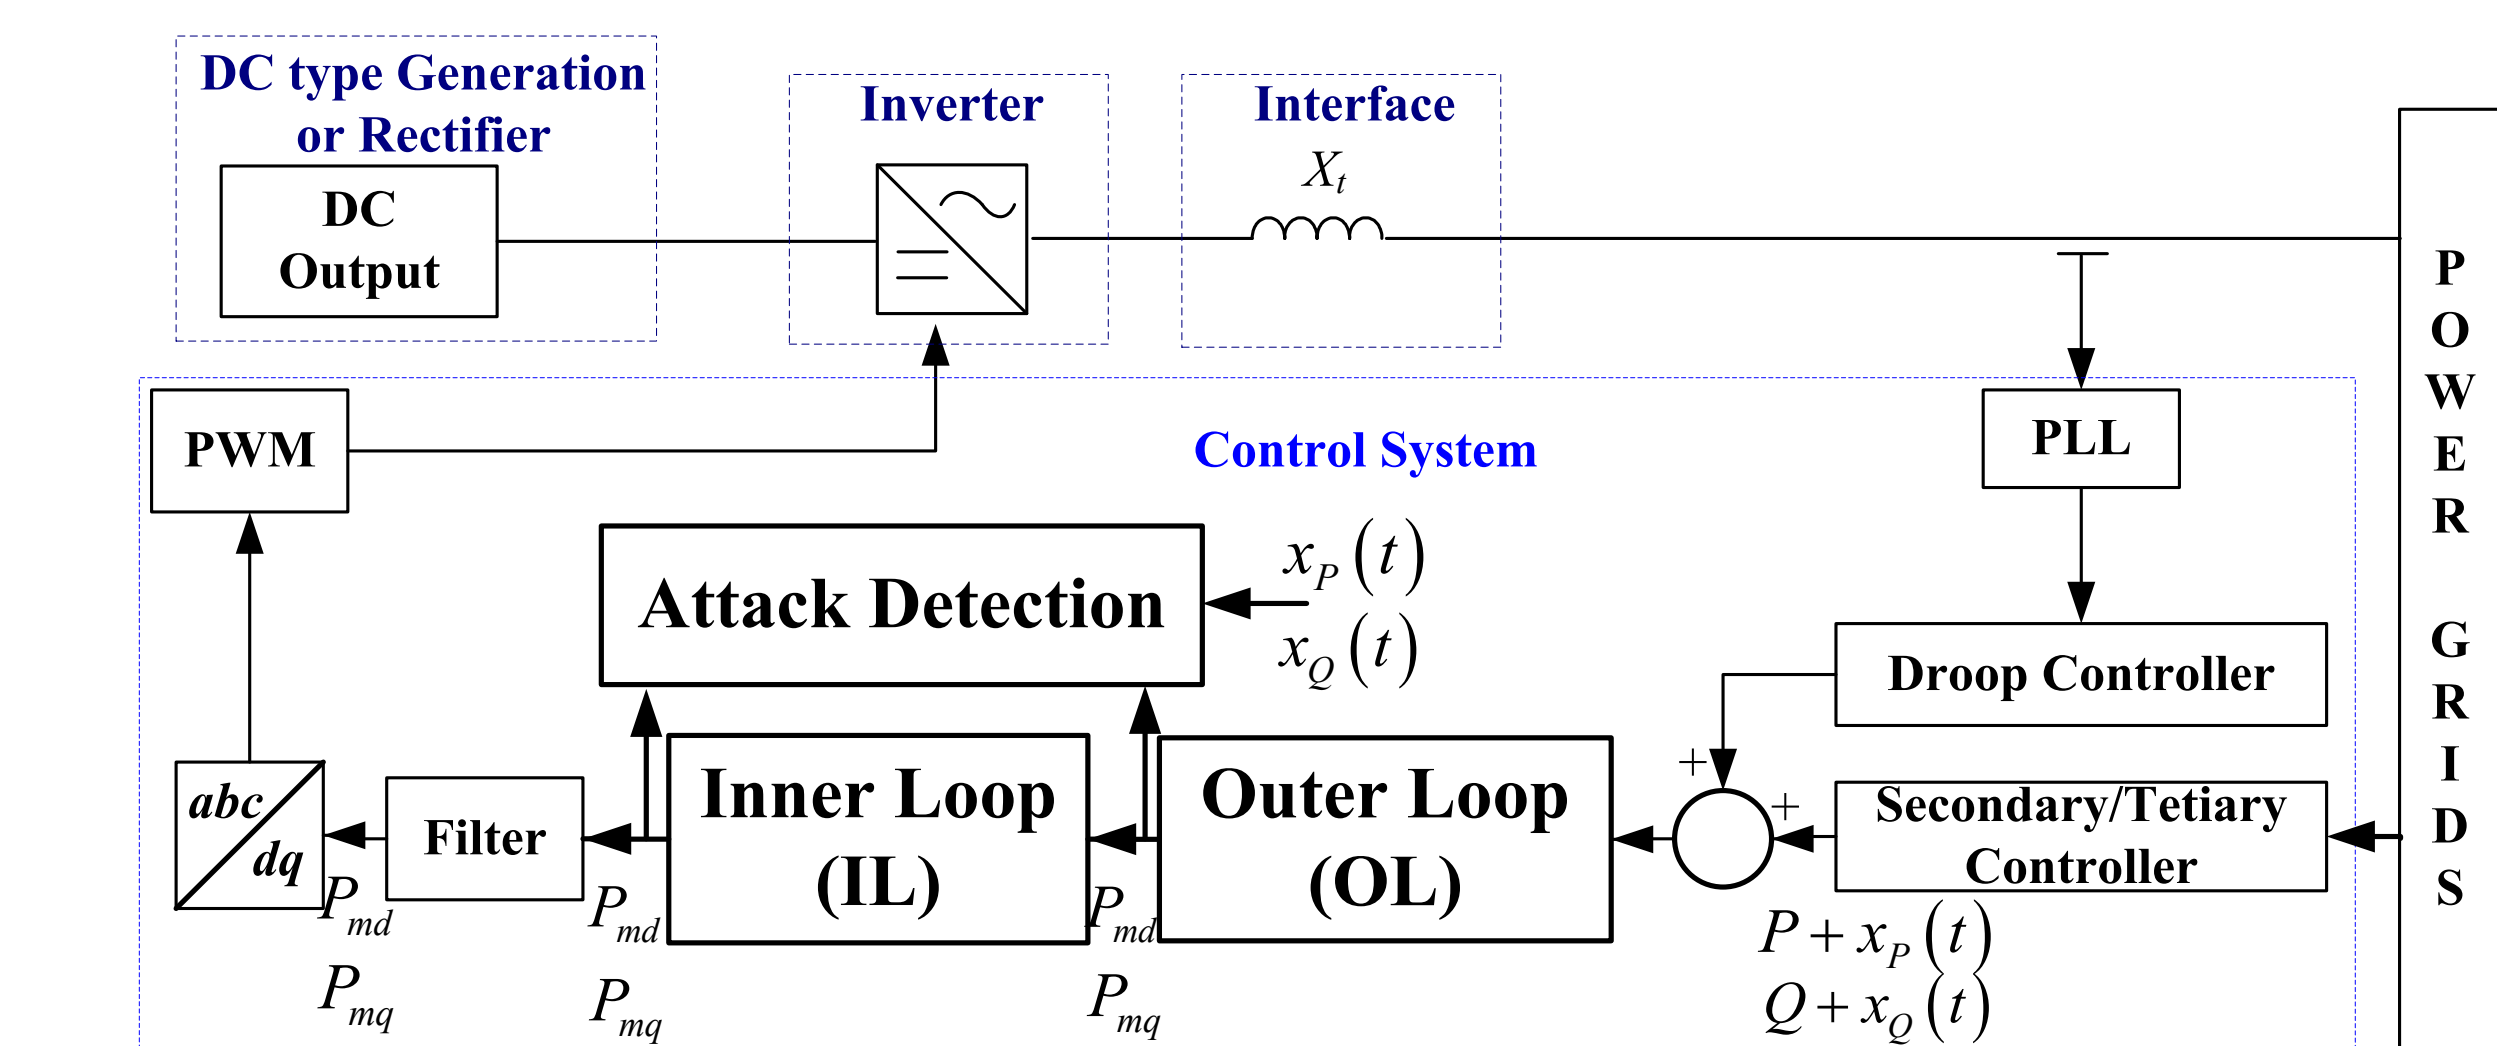 DC type Generation
or Rectifier
DC
Output
Inverter
Interface
X_t
POWER GRIDS
PWM
Control System
PLL
Attack Detection
x_P(t)
x_Q(t)
Droop Controller
abc
dq
Filter
Inner Loop
(IL)
Outer Loop
(OL)
+
+
Secondary/Tetiary
Controller
P_md
P_mq
P_md
P_mq
P_md
P_mq
P + x_P(t)
Q + x_Q(t)